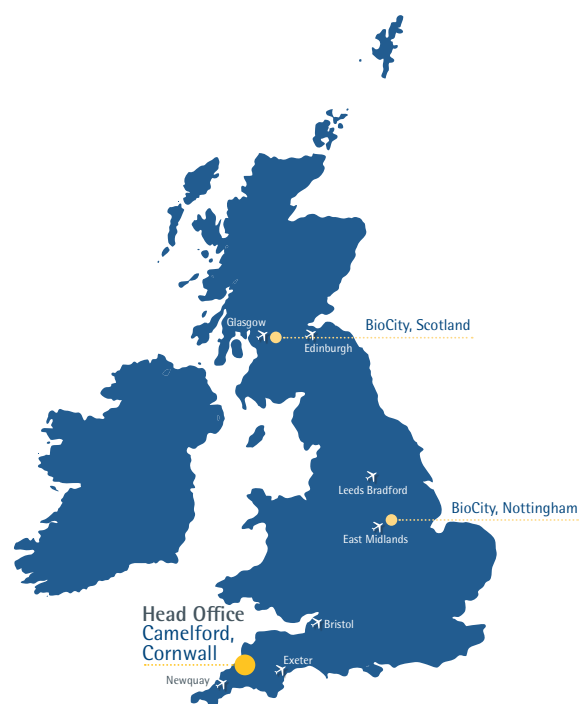 Glasgow
BioCity, Scotland
Edinburgh
Leeds Bradford
BioCity, Nottingham
East Midlands
Head Office
Camelford,
Cornwall
Bristol
Exeter
Newquay